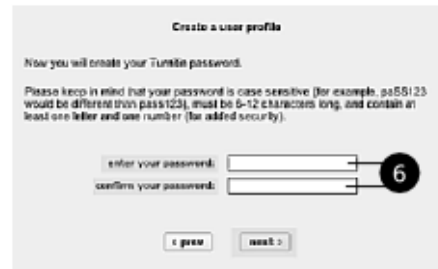 Create a user profile
Now you will create your Turnitin password.
Please keep in mind that your password is case sensitive (for example, paSS123
would be different than pass123), must be 6-12 characters long, and contain at
least one letter and one number (for added security).
enter your password:
6
confirm your password:
< prev next >